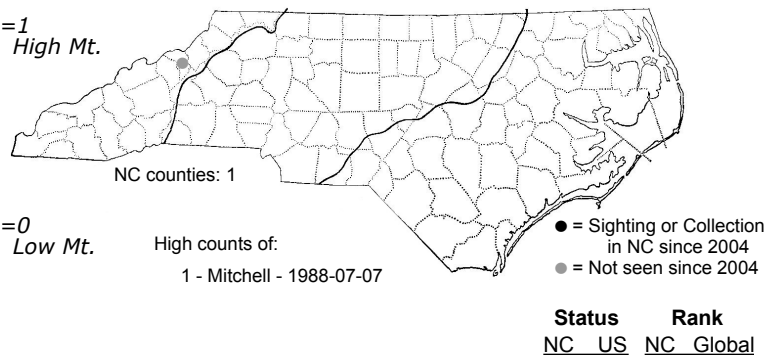 =1
High Mt.
NC counties: 1
=0
Low Mt.
High counts of:
1 - Mitchell - 1988-07-07
● = Sighting or Collection
in NC since 2004
● = Not seen since 2004
Status Rank
NC US NC Global